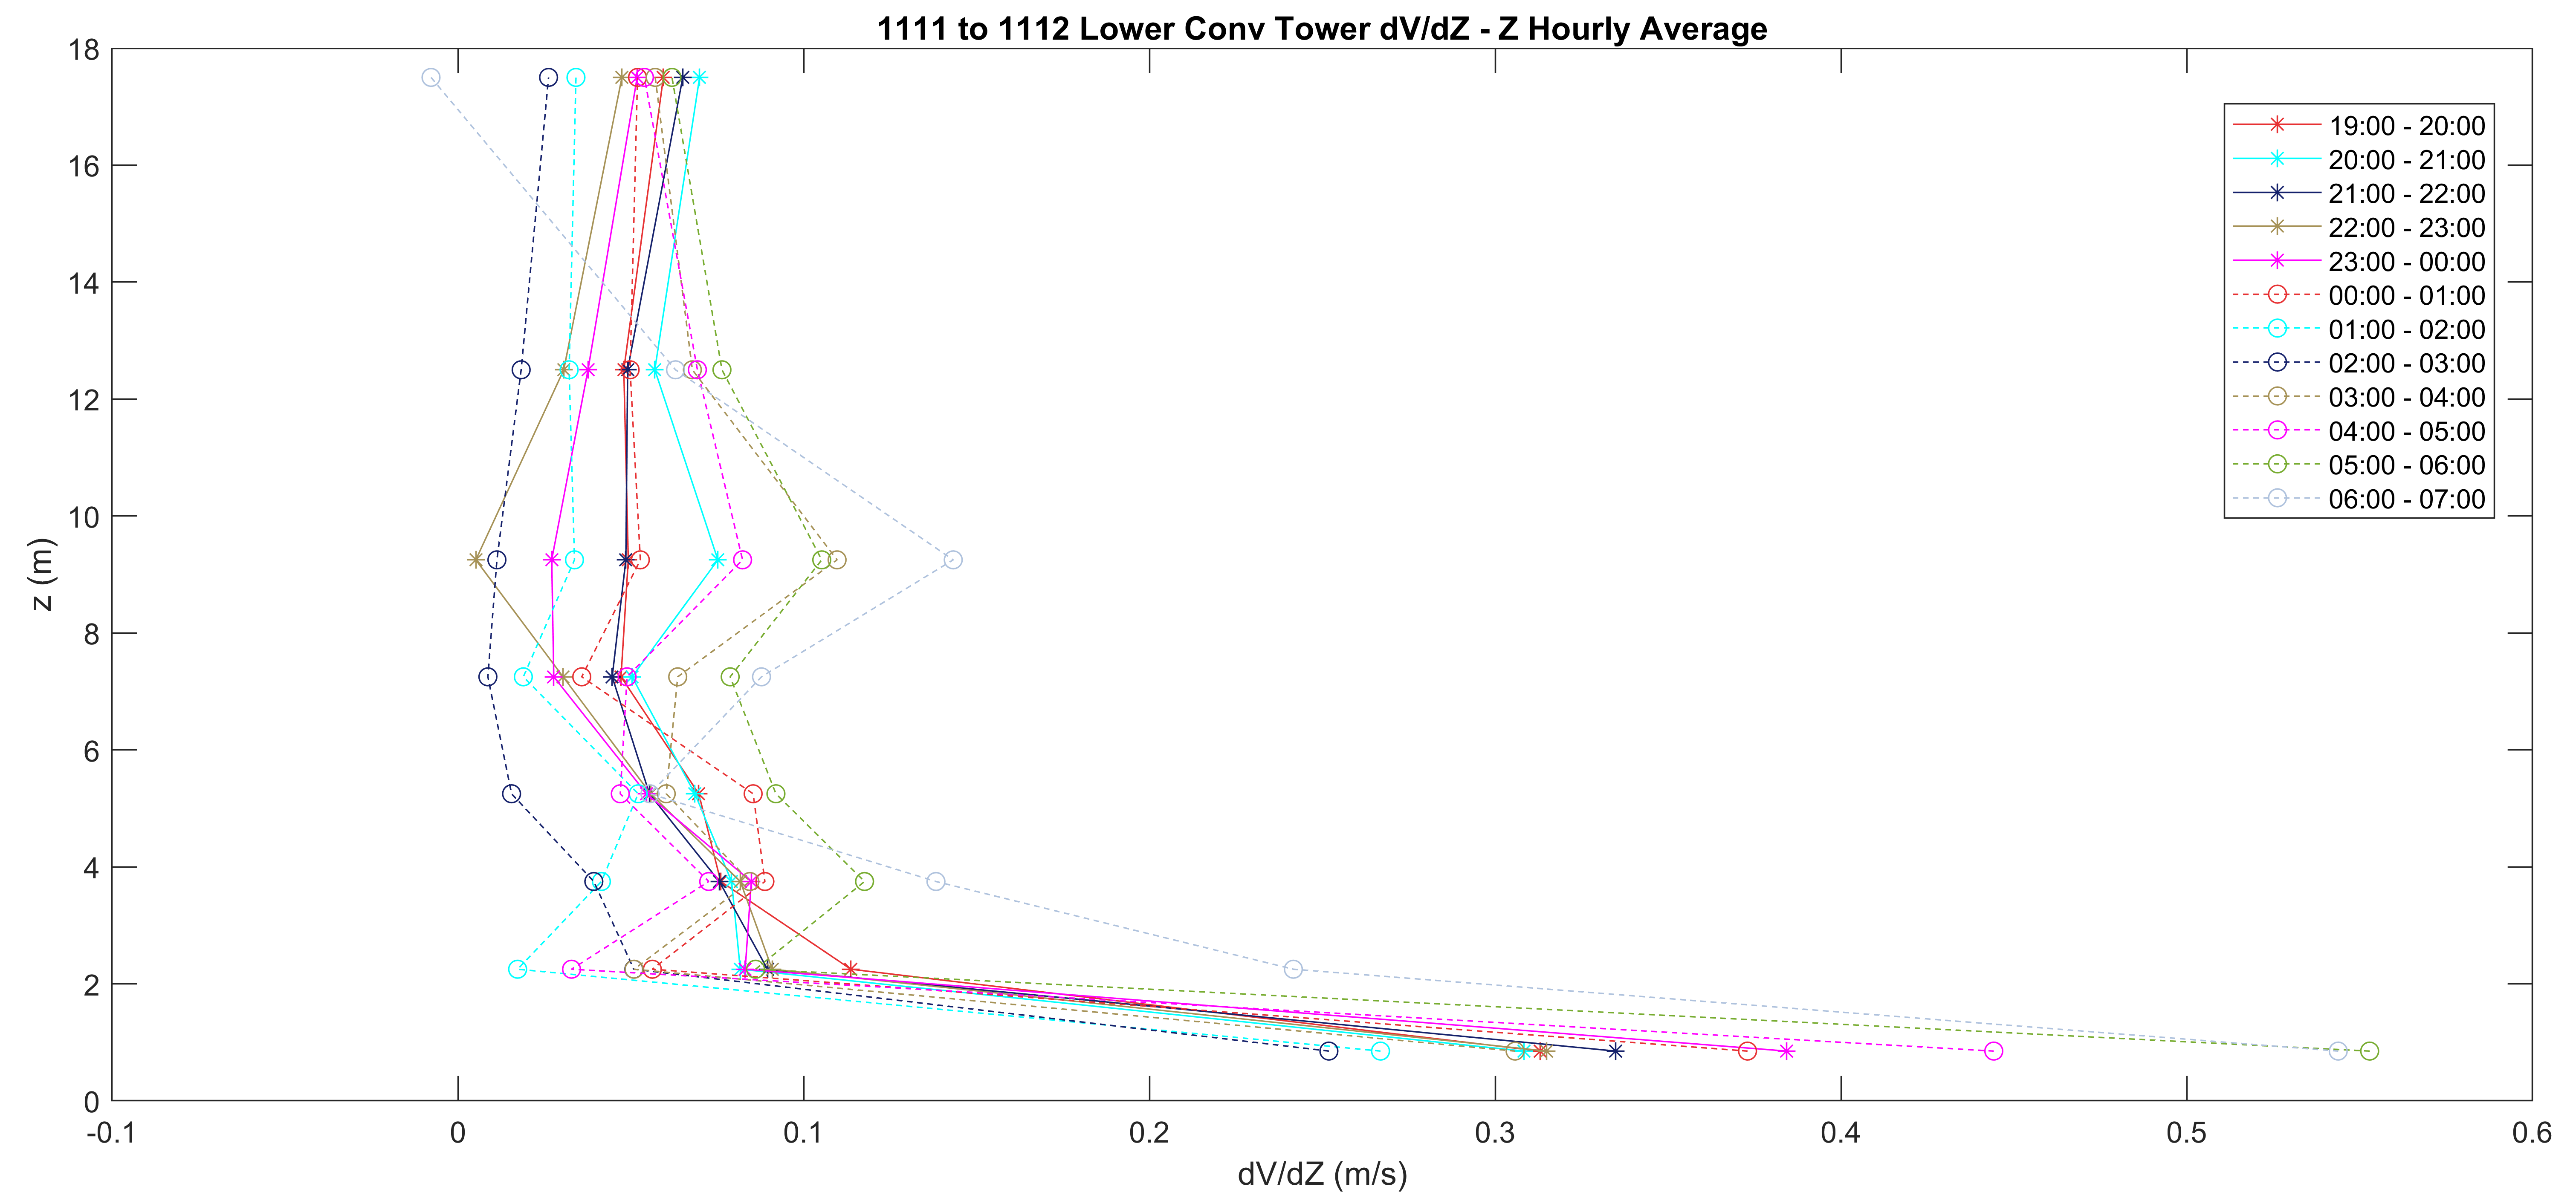 1111 to 1112 Lower Conv Tower dV/dZ - Z Hourly Average
18
16
14
12
10
8
6
4
2
0
z (m)
19:00 - 20:00
20:00 - 21:00
21:00 - 22:00
22:00 - 23:00
23:00 - 00:00
00:00 - 01:00
01:00 - 02:00
02:00 - 03:00
03:00 - 04:00
04:00 - 05:00
05:00 - 06:00
06:00 - 07:00
-0.1 0 0.1 0.2 0.3 0.4 0.5 0.6
dV/dZ (m/s)